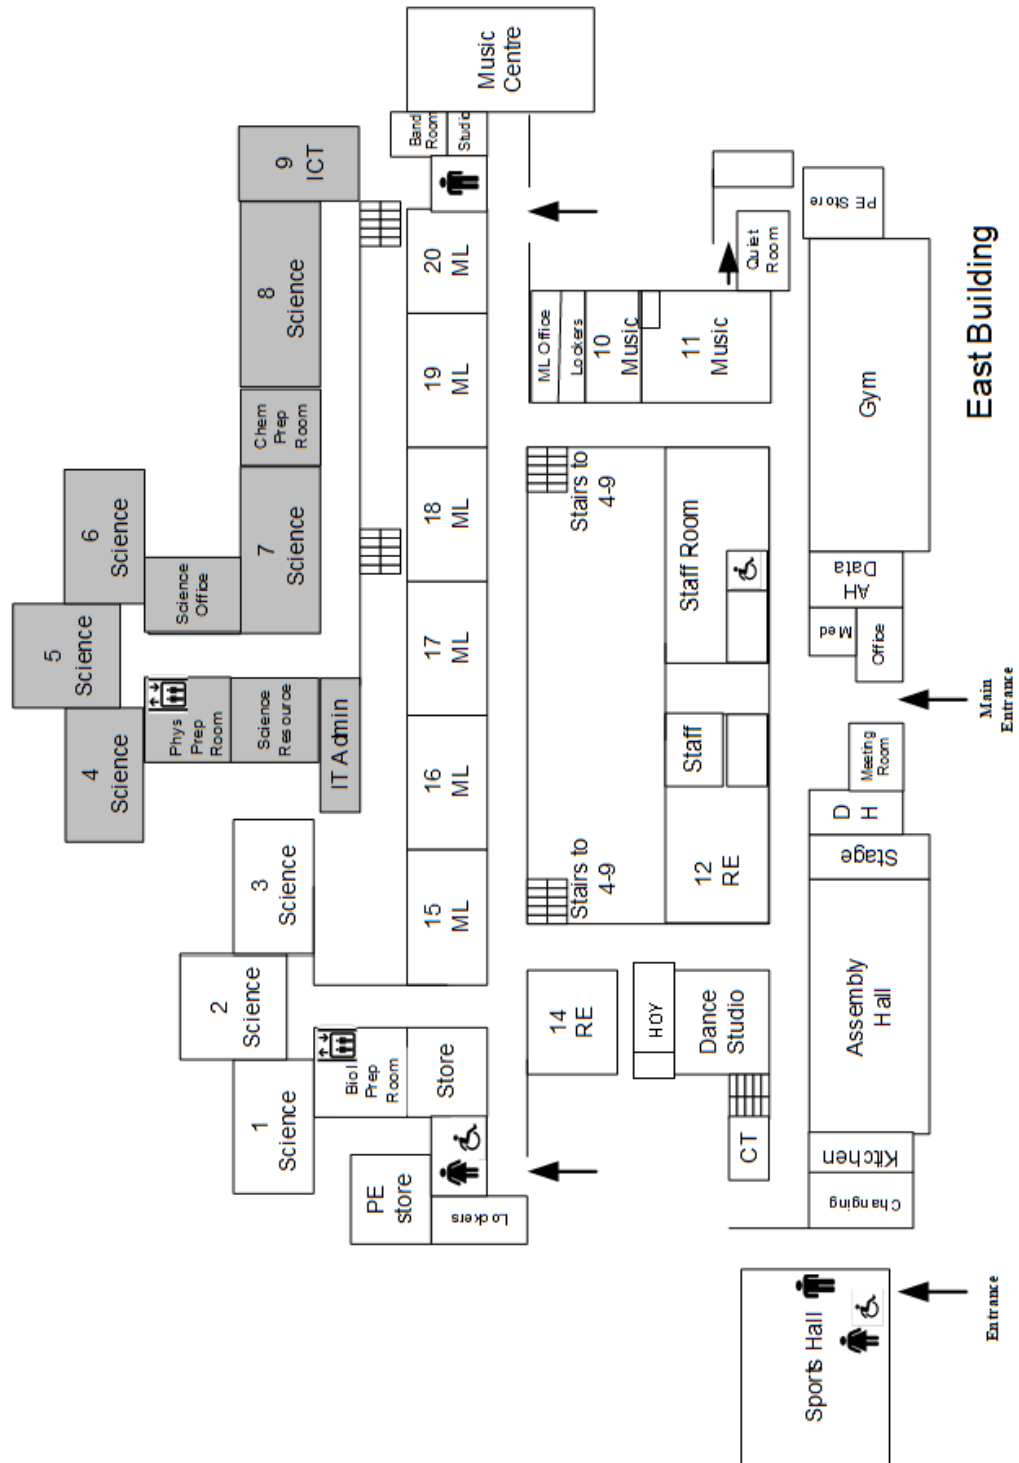 Music
Centre
Band
Room
Studio
9
ICT
8
Science
Chem
Prep
Room
7
Science
6
Science
Science
Office
5
Science
4
Science
Phys
Prep
Room
Science
Resource
IT Admin
3
Science
2
Science
1
Science
Biol
Prep
Room
Store
PE
store
Lockers
20
ML
19
ML
18
ML
17
ML
16
ML
15
ML
ML Office
Lockers
10
Music
11
Music
Quiet
Room
PE Store
Gym
East Building
Stairs to
4-9
Staff Room
Staff
12
RE
Stairs to
4-9
AH
Data
Med
Office
Main
Entrance
Meeting
Room
D
H
Stage
Assembly
Hall
14
RE
HOY
Dance
Studio
CT
Kitchen
Changing
Sports Hall
Entrance